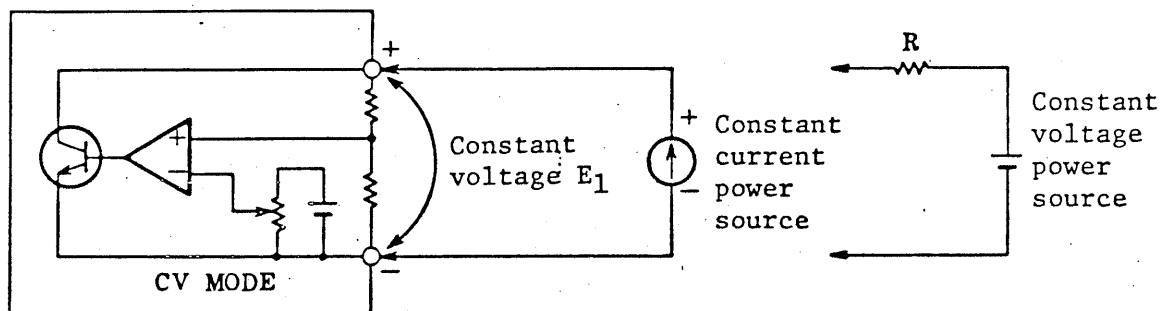 +
+
−
CV MODE
−
Constant
voltage E1
+
−
Constant
current
power
source
R
Constant
voltage
power
source